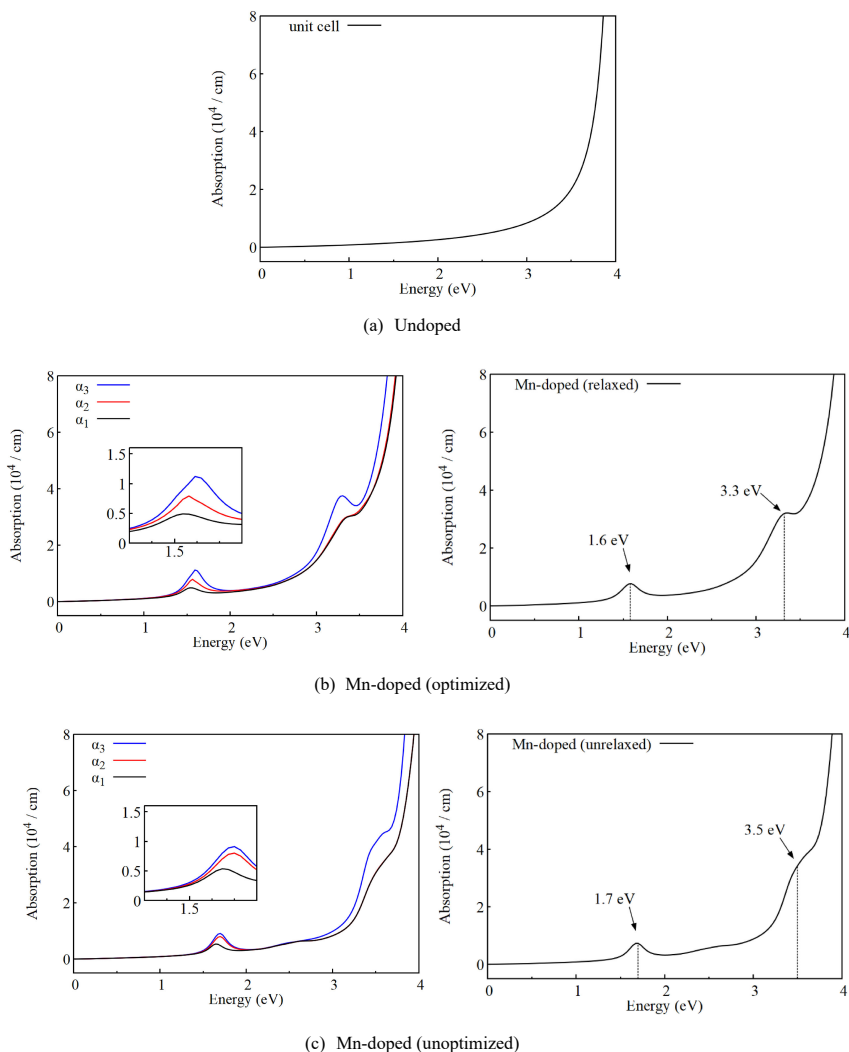 unit cell
Absorption (10⁴ / cm)
8
6
4
2
0
0 1 2 3 4
Energy (eV)
(a) Undoped
α₃
α₂
α₁
Absorption (10⁴ / cm)
8
6
4
2
0
1.5
1
0.5
0
1.5
0 1 2 3 4
Energy (eV)
Mn-doped (relaxed)
Absorption (10⁴ / cm)
8
6
4
2
0
3.3 eV
1.6 eV
0 1 2 3 4
Energy (eV)
(b) Mn-doped (optimized)
α₃
α₂
α₁
Absorption (10⁴ / cm)
8
6
4
2
0
1.5
1
0.5
0
1.5
0 1 2 3 4
Energy (eV)
Mn-doped (unrelaxed)
Absorption (10⁴ / cm)
8
6
4
2
0
3.5 eV
1.7 eV
0 1 2 3 4
Energy (eV)
(c) Mn-doped (unoptimized)